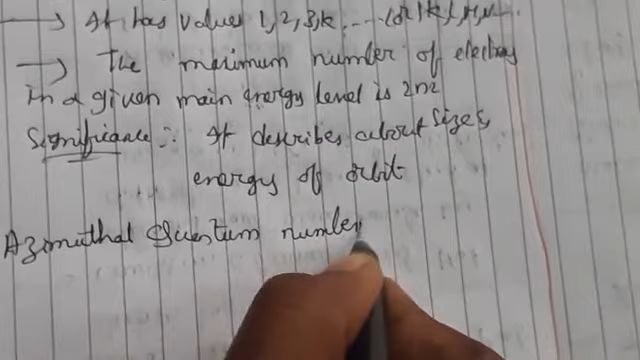 → It has values 1, 2, 3, k ..... (or) K, L, M, N...
→ The maximum number of electrons
in a given main energy level is 2n2
Significance :- It describes about sizes,
energy of orbit
Azimuthal Quantum number